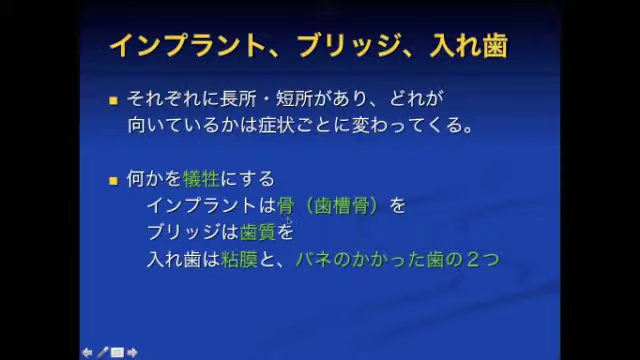 インプラント、ブリッジ、入れ歯
それぞれに長所・短所があり、どれが
向いているかは症状ごとに変わってくる。
何かを犠牲にする
インプラントは骨（歯槽骨）を
ブリッジは歯質を
入れ歯は粘膜と、バネのかかった歯の２つ